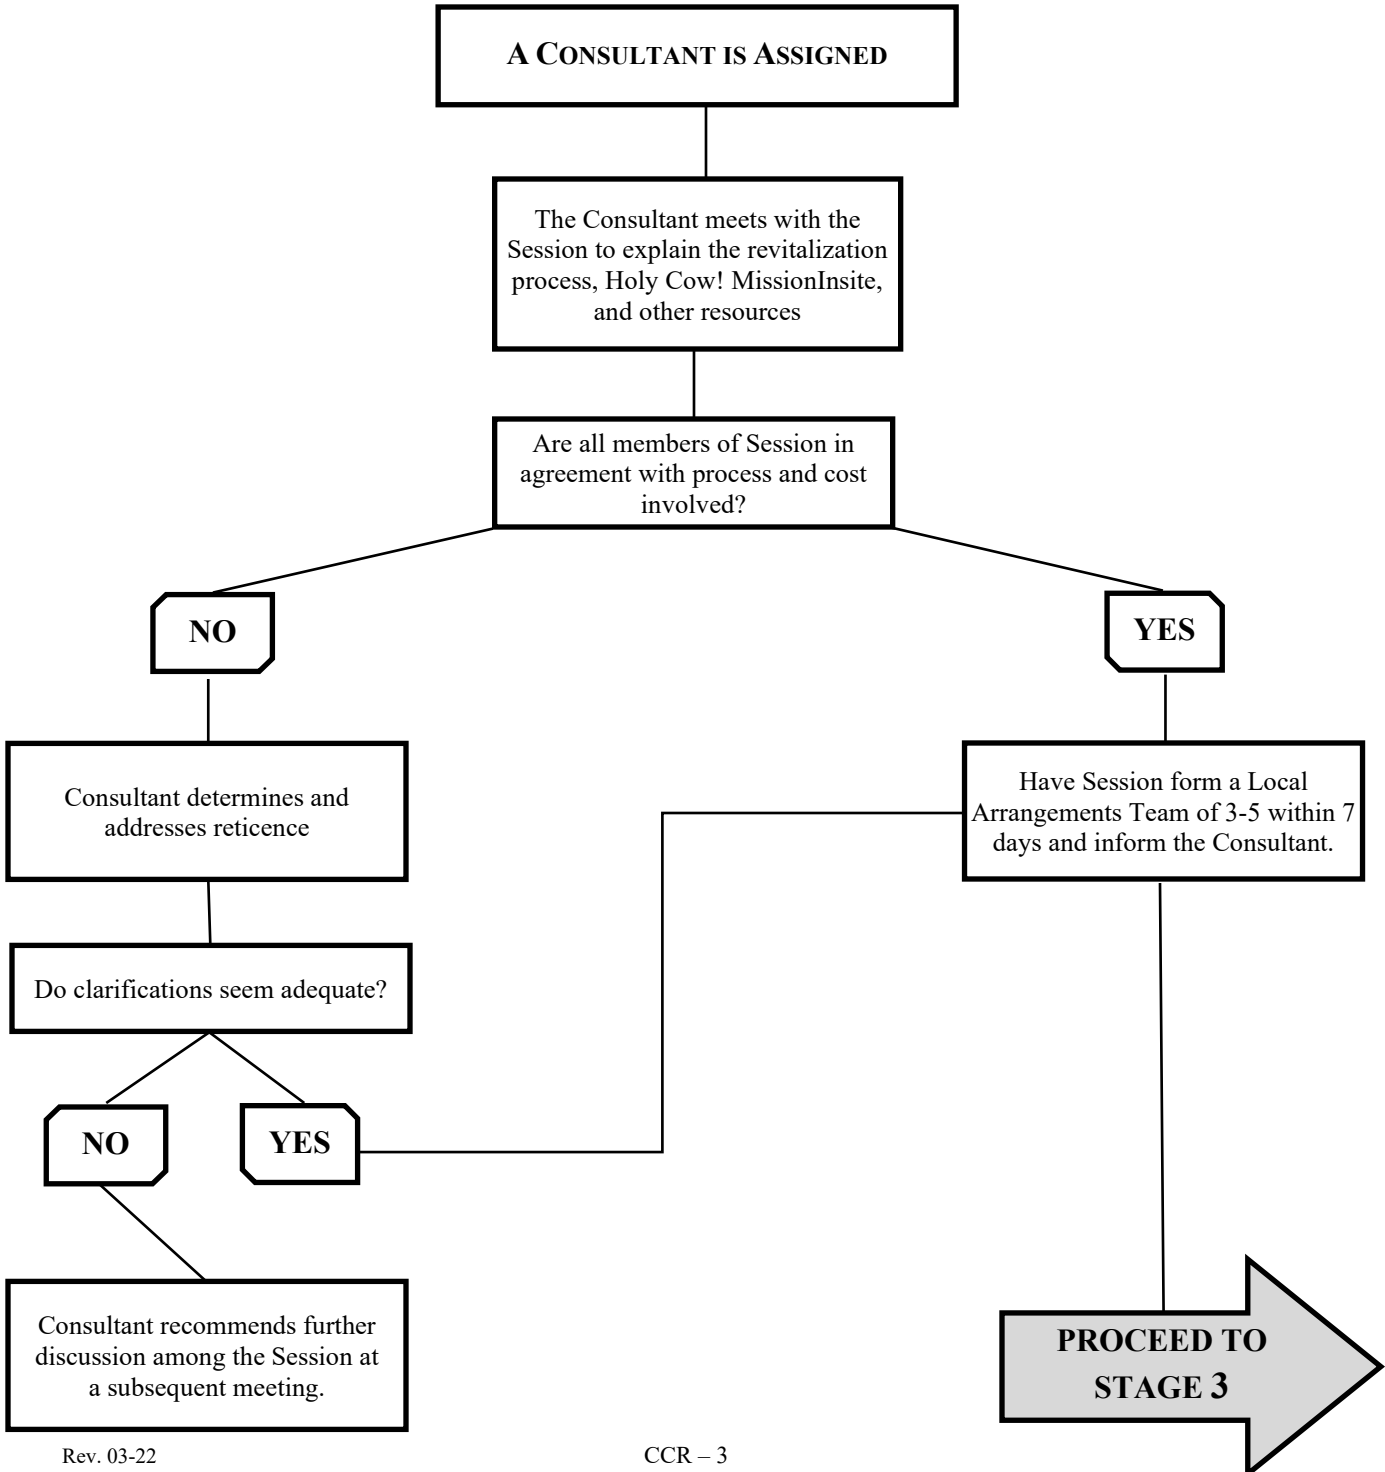 A CONSULTANT IS ASSIGNED
The Consultant meets with the
Session to explain the revitalization
process, Holy Cow! MissionInsite,
and other resources
Are all members of Session in
agreement with process and cost
involved?
NO
YES
Consultant determines and
addresses reticence
Have Session form a Local
Arrangements Team of 3-5 within 7
days and inform the Consultant.
Do clarifications seem adequate?
NO
YES
Consultant recommends further
discussion among the Session at
a subsequent meeting.
PROCEED TO
STAGE 3
Rev. 03-22
CCR – 3